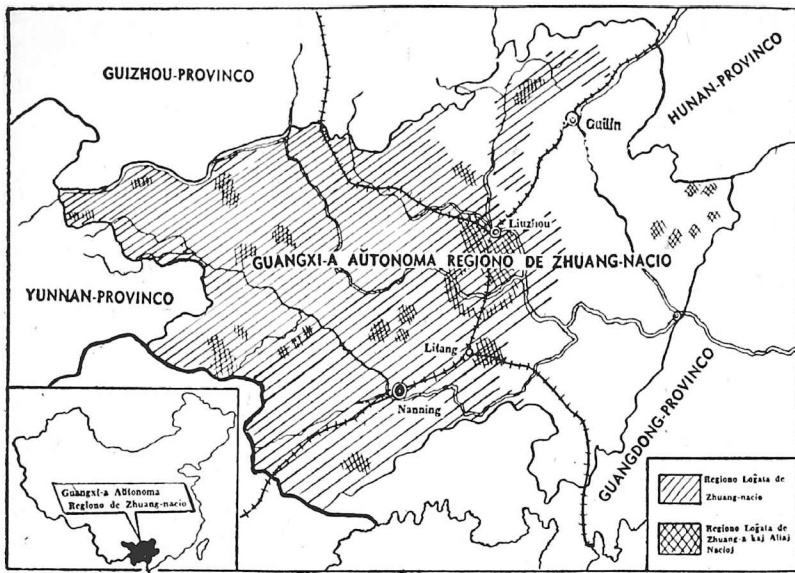 GUIZHOU-PROVINCO
HUNAN-PROVINCO
Guilin
Liuzhou
GUANGXI-A AŬTONOMA REGIONO DE ZHUANG-NACIO
YUNNAN-PROVINCO
Litang
Nanning
GUANGDONG-PROVINCO
Guangxi-a Aŭtonoma
Regiono de Zhuang-nacio
Regiono Loĝata de
Zhuang-nacio
Regiono Loĝata de
Zhuang-a kaj Aliaj
Nacioj